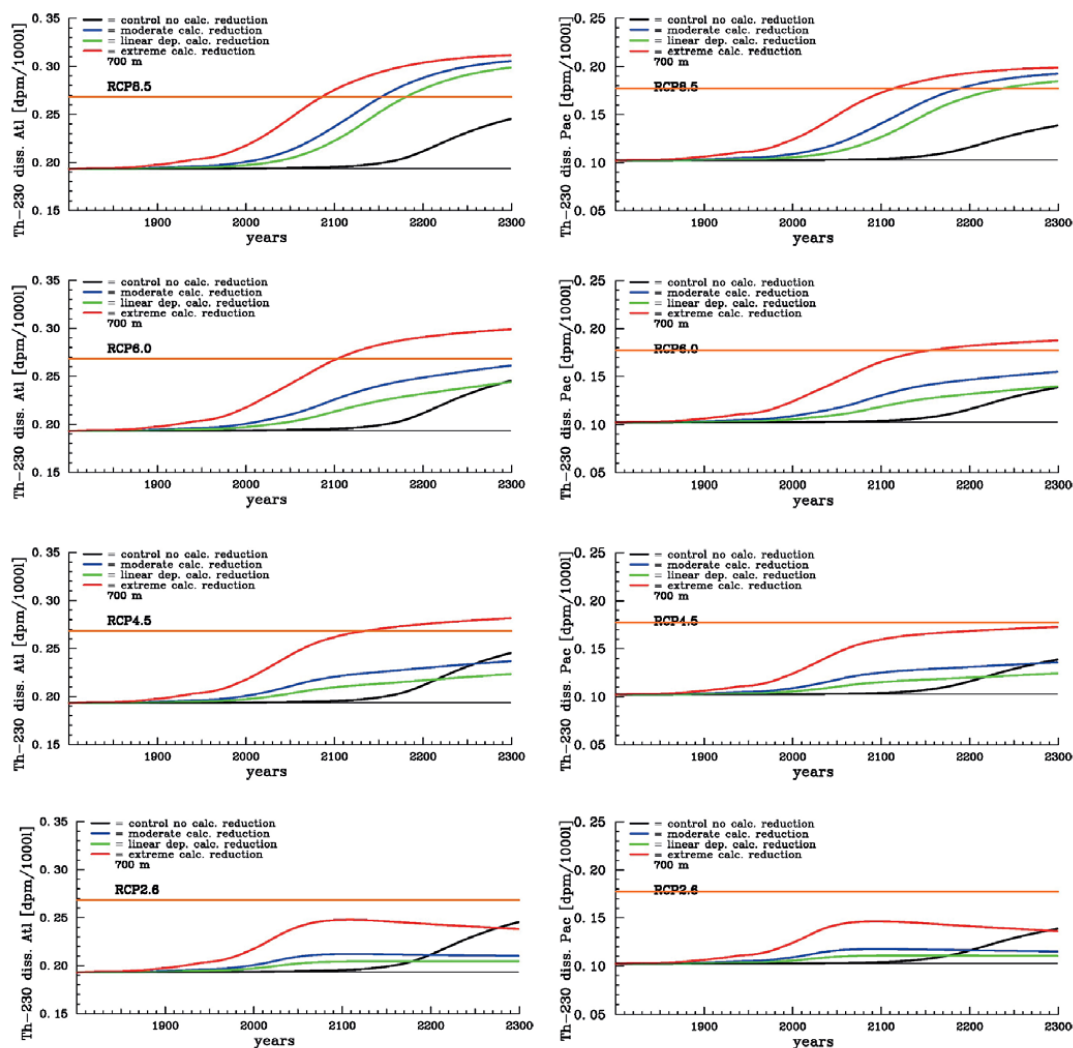 Th-230 diss. Atl [dpm/1000l]
0.35
0.30
0.25
0.20
0.15
= control no calc. reduction
= moderate calc. reduction
= linear dep. calc. reduction
= extreme calc. reduction
700 m
RCP8.5
1900 2000 2100 2200 2300
years
Th-230 diss. Pac [dpm/1000l]
0.25
0.20
0.15
0.10
0.05
= control no calc. reduction
= moderate calc. reduction
= linear dep. calc. reduction
= extreme calc. reduction
700 m
RCP8.5
1900 2000 2100 2200 2300
years
Th-230 diss. Atl [dpm/1000l]
0.35
0.30
0.25
0.20
0.15
= control no calc. reduction
= moderate calc. reduction
= linear dep. calc. reduction
= extreme calc. reduction
700 m
RCP6.0
1900 2000 2100 2200 2300
years
Th-230 diss. Pac [dpm/1000l]
0.25
0.20
0.15
0.10
0.05
= control no calc. reduction
= moderate calc. reduction
= linear dep. calc. reduction
= extreme calc. reduction
700 m
RCP6.0
1900 2000 2100 2200 2300
years
Th-230 diss. Atl [dpm/1000l]
0.35
0.30
0.25
0.20
0.15
= control no calc. reduction
= moderate calc. reduction
= linear dep. calc. reduction
= extreme calc. reduction
700 m
RCP4.5
1900 2000 2100 2200 2300
years
Th-230 diss. Pac [dpm/1000l]
0.25
0.20
0.15
0.10
0.05
= control no calc. reduction
= moderate calc. reduction
= linear dep. calc. reduction
= extreme calc. reduction
700 m
RCP4.5
1900 2000 2100 2200 2300
years
Th-230 diss. Atl [dpm/1000l]
0.35
0.30
0.25
0.20
0.15
= control no calc. reduction
= moderate calc. reduction
= linear dep. calc. reduction
= extreme calc. reduction
700 m
RCP2.6
1900 2000 2100 2200 2300
years
Th-230 diss. Pac [dpm/1000l]
0.25
0.20
0.15
0.10
0.05
= control no calc. reduction
= moderate calc. reduction
= linear dep. calc. reduction
= extreme calc. reduction
700 m
RCP2.6
1900 2000 2100 2200 2300
years